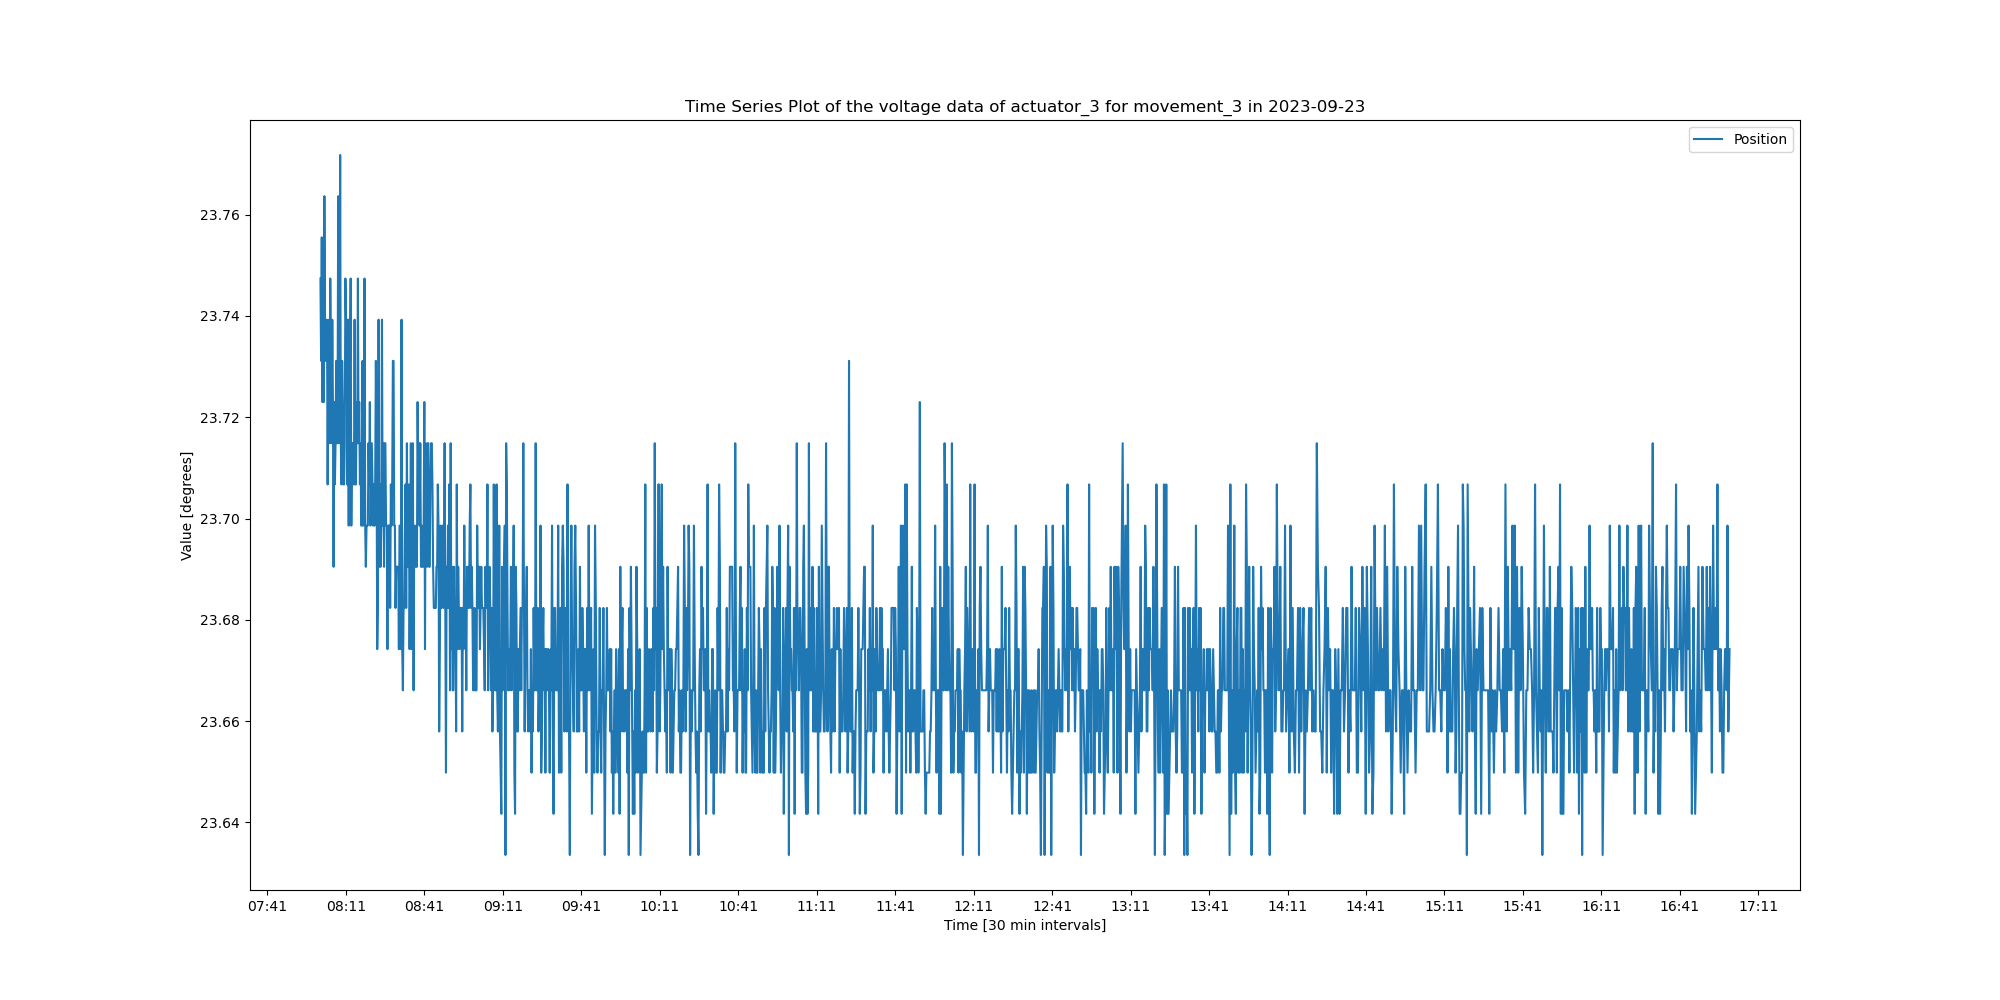 Time Series Plot of the voltage data of actuator_3 for movement_3 in 2023-09-23
Position
23.76
23.74
23.72
23.70
23.68
23.66
23.64
Value [degrees]
07:41 08:11 08:41 09:11 09:41 10:11 10:41 11:11 11:41 12:11 12:41 13:11 13:41 14:11 14:41 15:11 15:41 16:11 16:41 17:11
Time [30 min intervals]